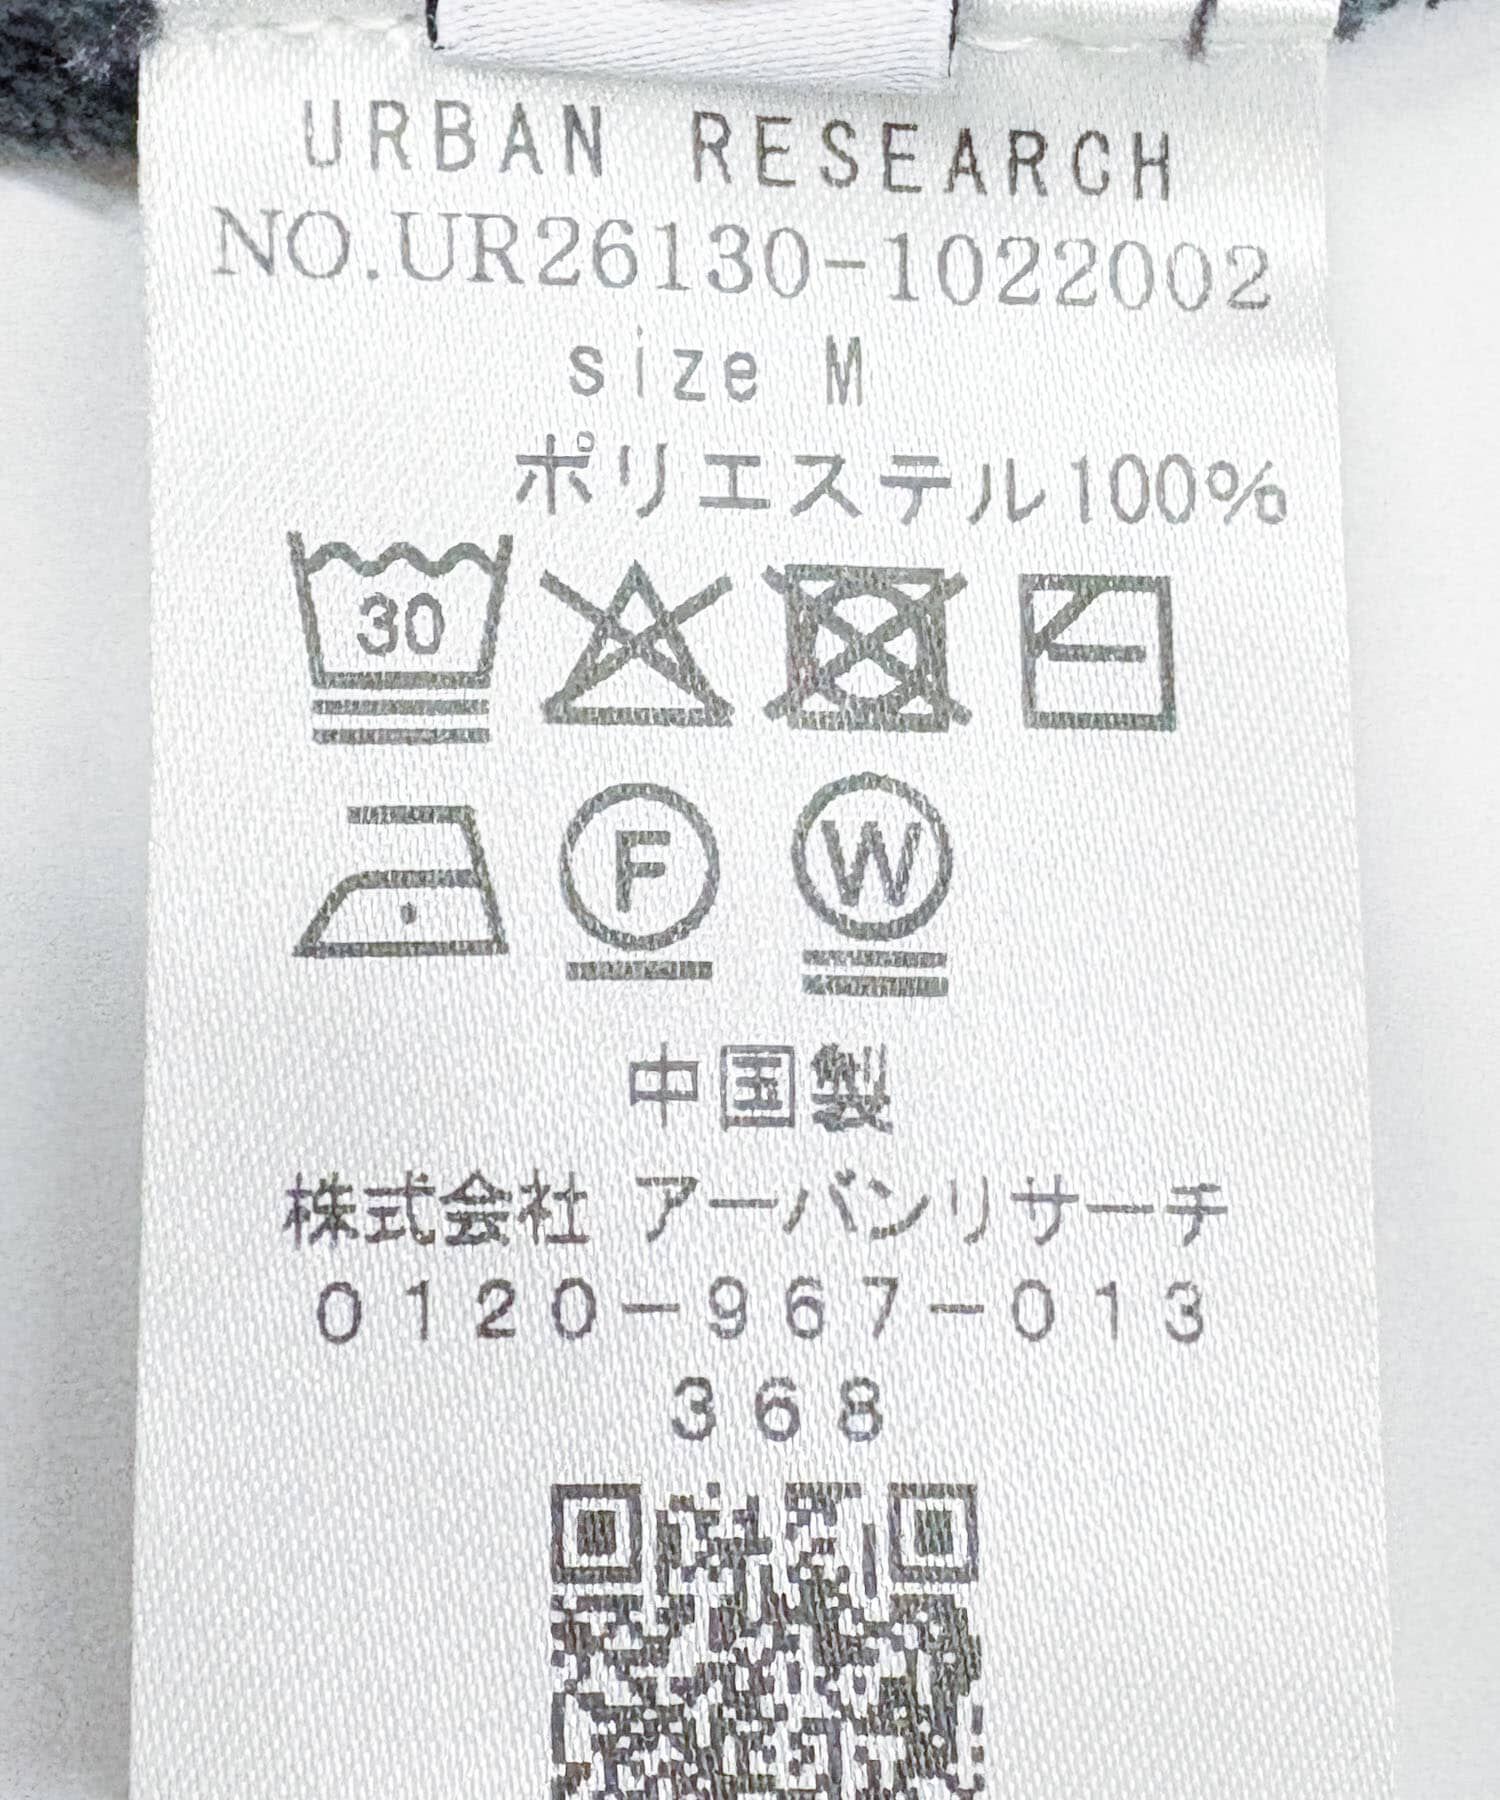 URBAN RESEARCH
NO.UR26130-1022002
size M
ポリエステル100%
30
F
W
中国製
株式会社 アーバンリサーチ
0120-967-013
368